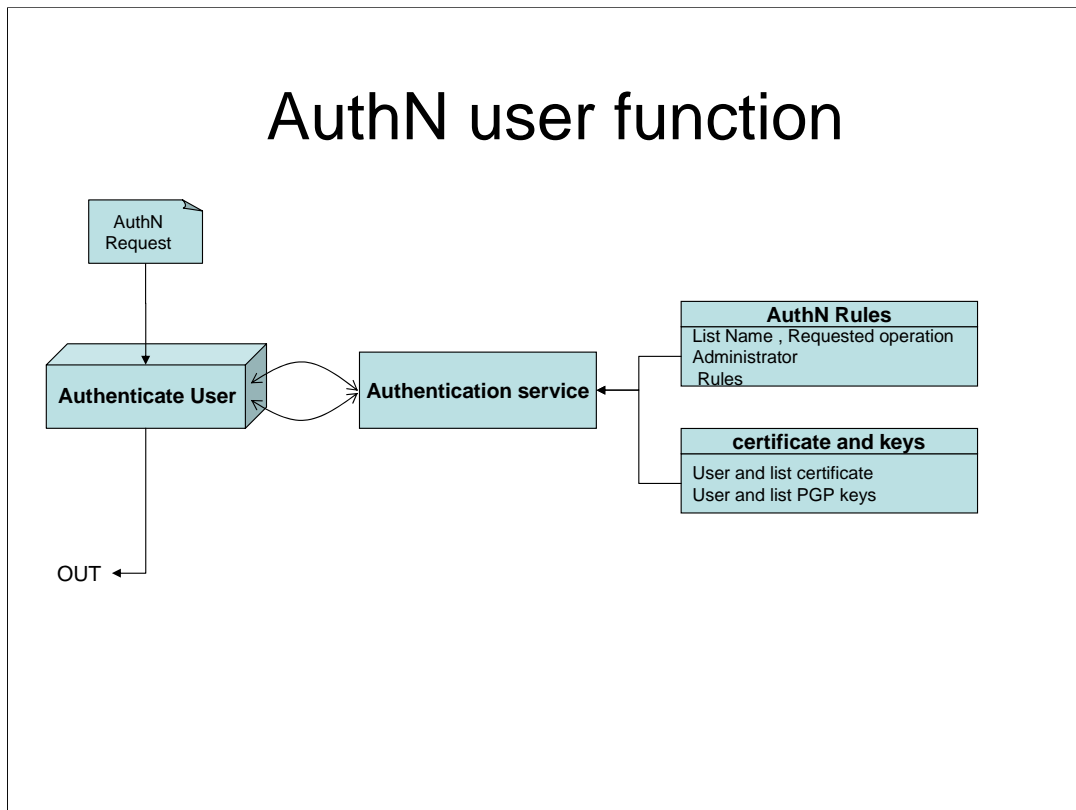 AuthN user function
AuthN
Request
Authenticate User
Authentication service
AuthN Rules
List Name , Requested operation
Administrator
Rules
certificate and keys
User and list certificate
User and list PGP keys
OUT